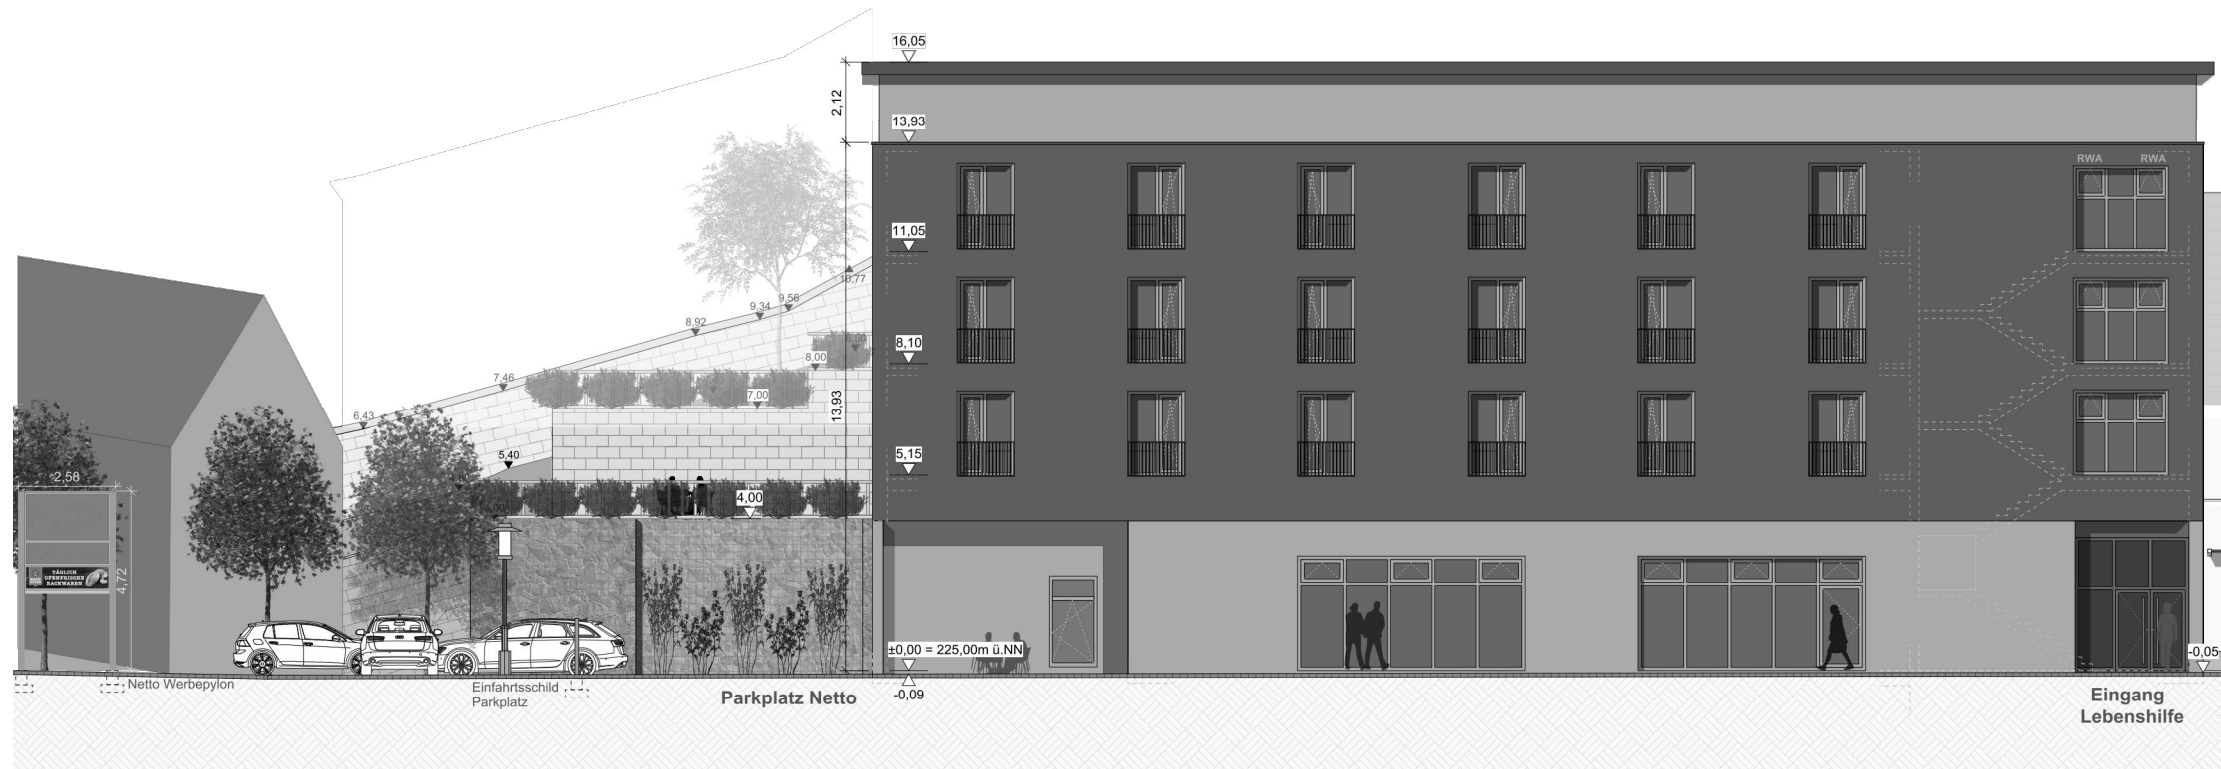 16,05
2,12
13,93
RWA RWA
11,05
10,77
9,56
9,34
8,92
8,00
8,10
7,46
7,00
13,93
6,43
5,40
5,15
2,58
4,00
4,72
TÄGLICH
OFENFRISCHE
BACKWAREN
±0,00 = 225,00m ü.NN
-0,05
-0,09
Netto Werbepylon
Einfahrtsschild
Parkplatz
Parkplatz Netto
Eingang
Lebenshilfe